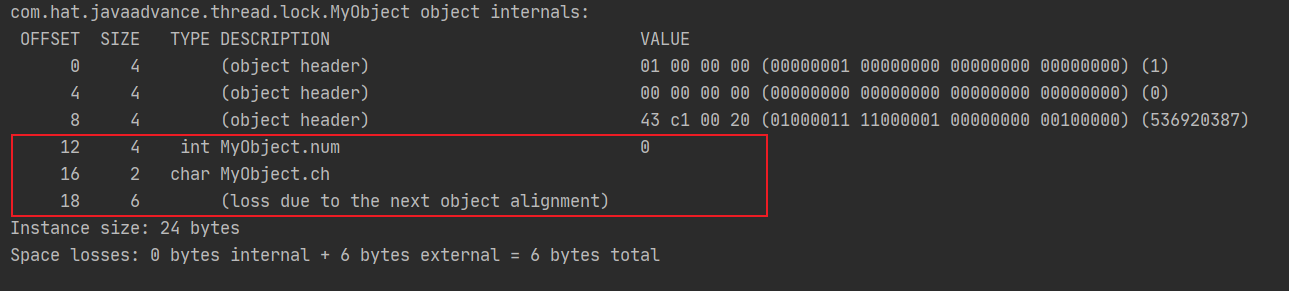 com.hat.javaadvance.thread.lock.MyObject object internals:
OFFSET  SIZE   TYPE DESCRIPTION                               VALUE
0     4        (object header)                           01 00 00 00 (00000001 00000000 00000000 00000000) (1)
4     4        (object header)                           00 00 00 00 (00000000 00000000 00000000 00000000) (0)
8     4        (object header)                           43 c1 00 20 (01000011 11000001 00000000 00100000) (536920387)
12     4    int MyObject.num                              0
16     2   char MyObject.ch
18     6        (loss due to the next object alignment)
Instance size: 24 bytes
Space losses: 0 bytes internal + 6 bytes external = 6 bytes total